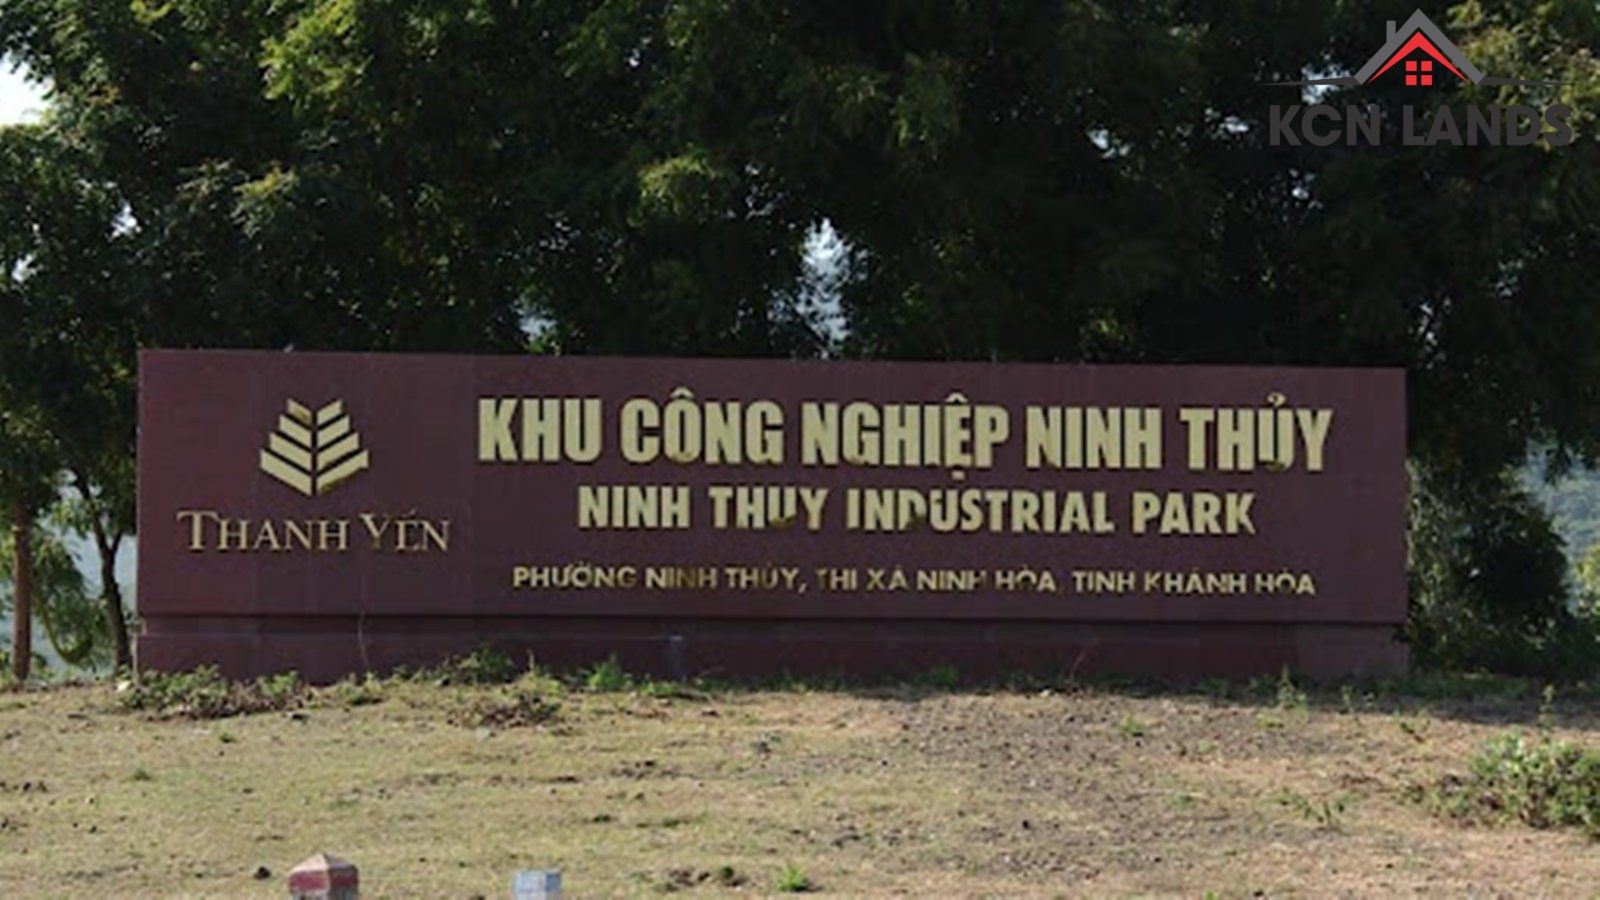 KCN LANDS
KHU CÔNG NGHIỆP NINH THỦY
NINH THUY INDUSTRIAL PARK
THANH YẾN
PHƯỜNG NINH THỦY, THỊ XÃ NINH HÒA, TỈNH KHÁNH HÒA